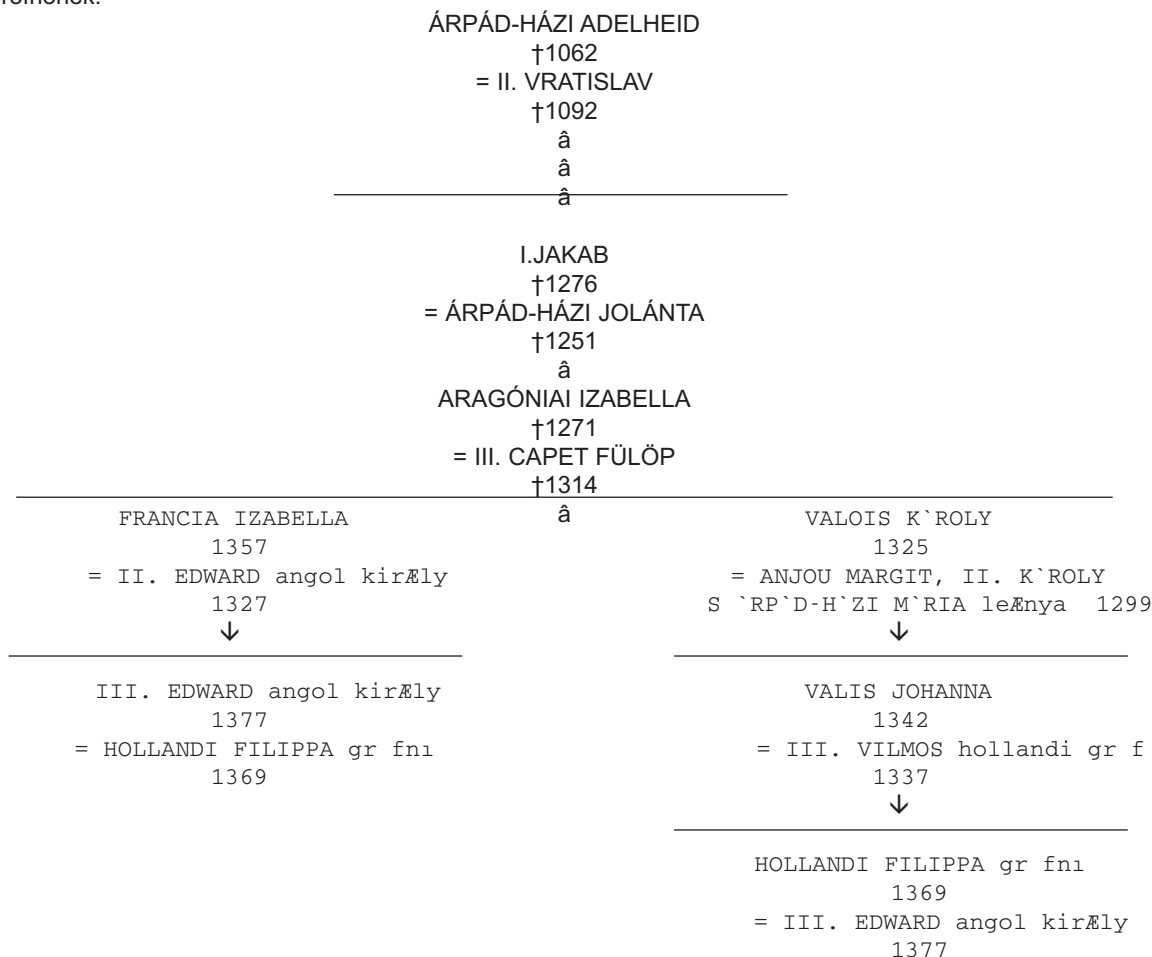 ÁRPÁD-HÁZI ADELHEID
†1062
= II. VRATISLAV
†1092
â
â
â
I.JAKAB
†1276
= ÁRPÁD-HÁZI JOLÁNTA
†1251
â
ARAGÓNIAI IZABELLA
†1271
= III. CAPET FÜLÖP
†1314
â
FRANCIA IZABELLA
1357
= II. EDWARD angol kirÆly
1327
↓
III. EDWARD angol kirÆly
1377
= HOLLANDI FILIPPA gr fnı
1369
VALOIS K`ROLY
1325
= ANJOU MARGIT, II. K`ROLY
S `RP`D-H`ZI M`RIA leÆnya 1299
↓
VALIS JOHANNA
1342
= III. VILMOS hollandi gr f
1337
↓
HOLLANDI FILIPPA gr fnı
1369
= III. EDWARD angol kirÆly
1377